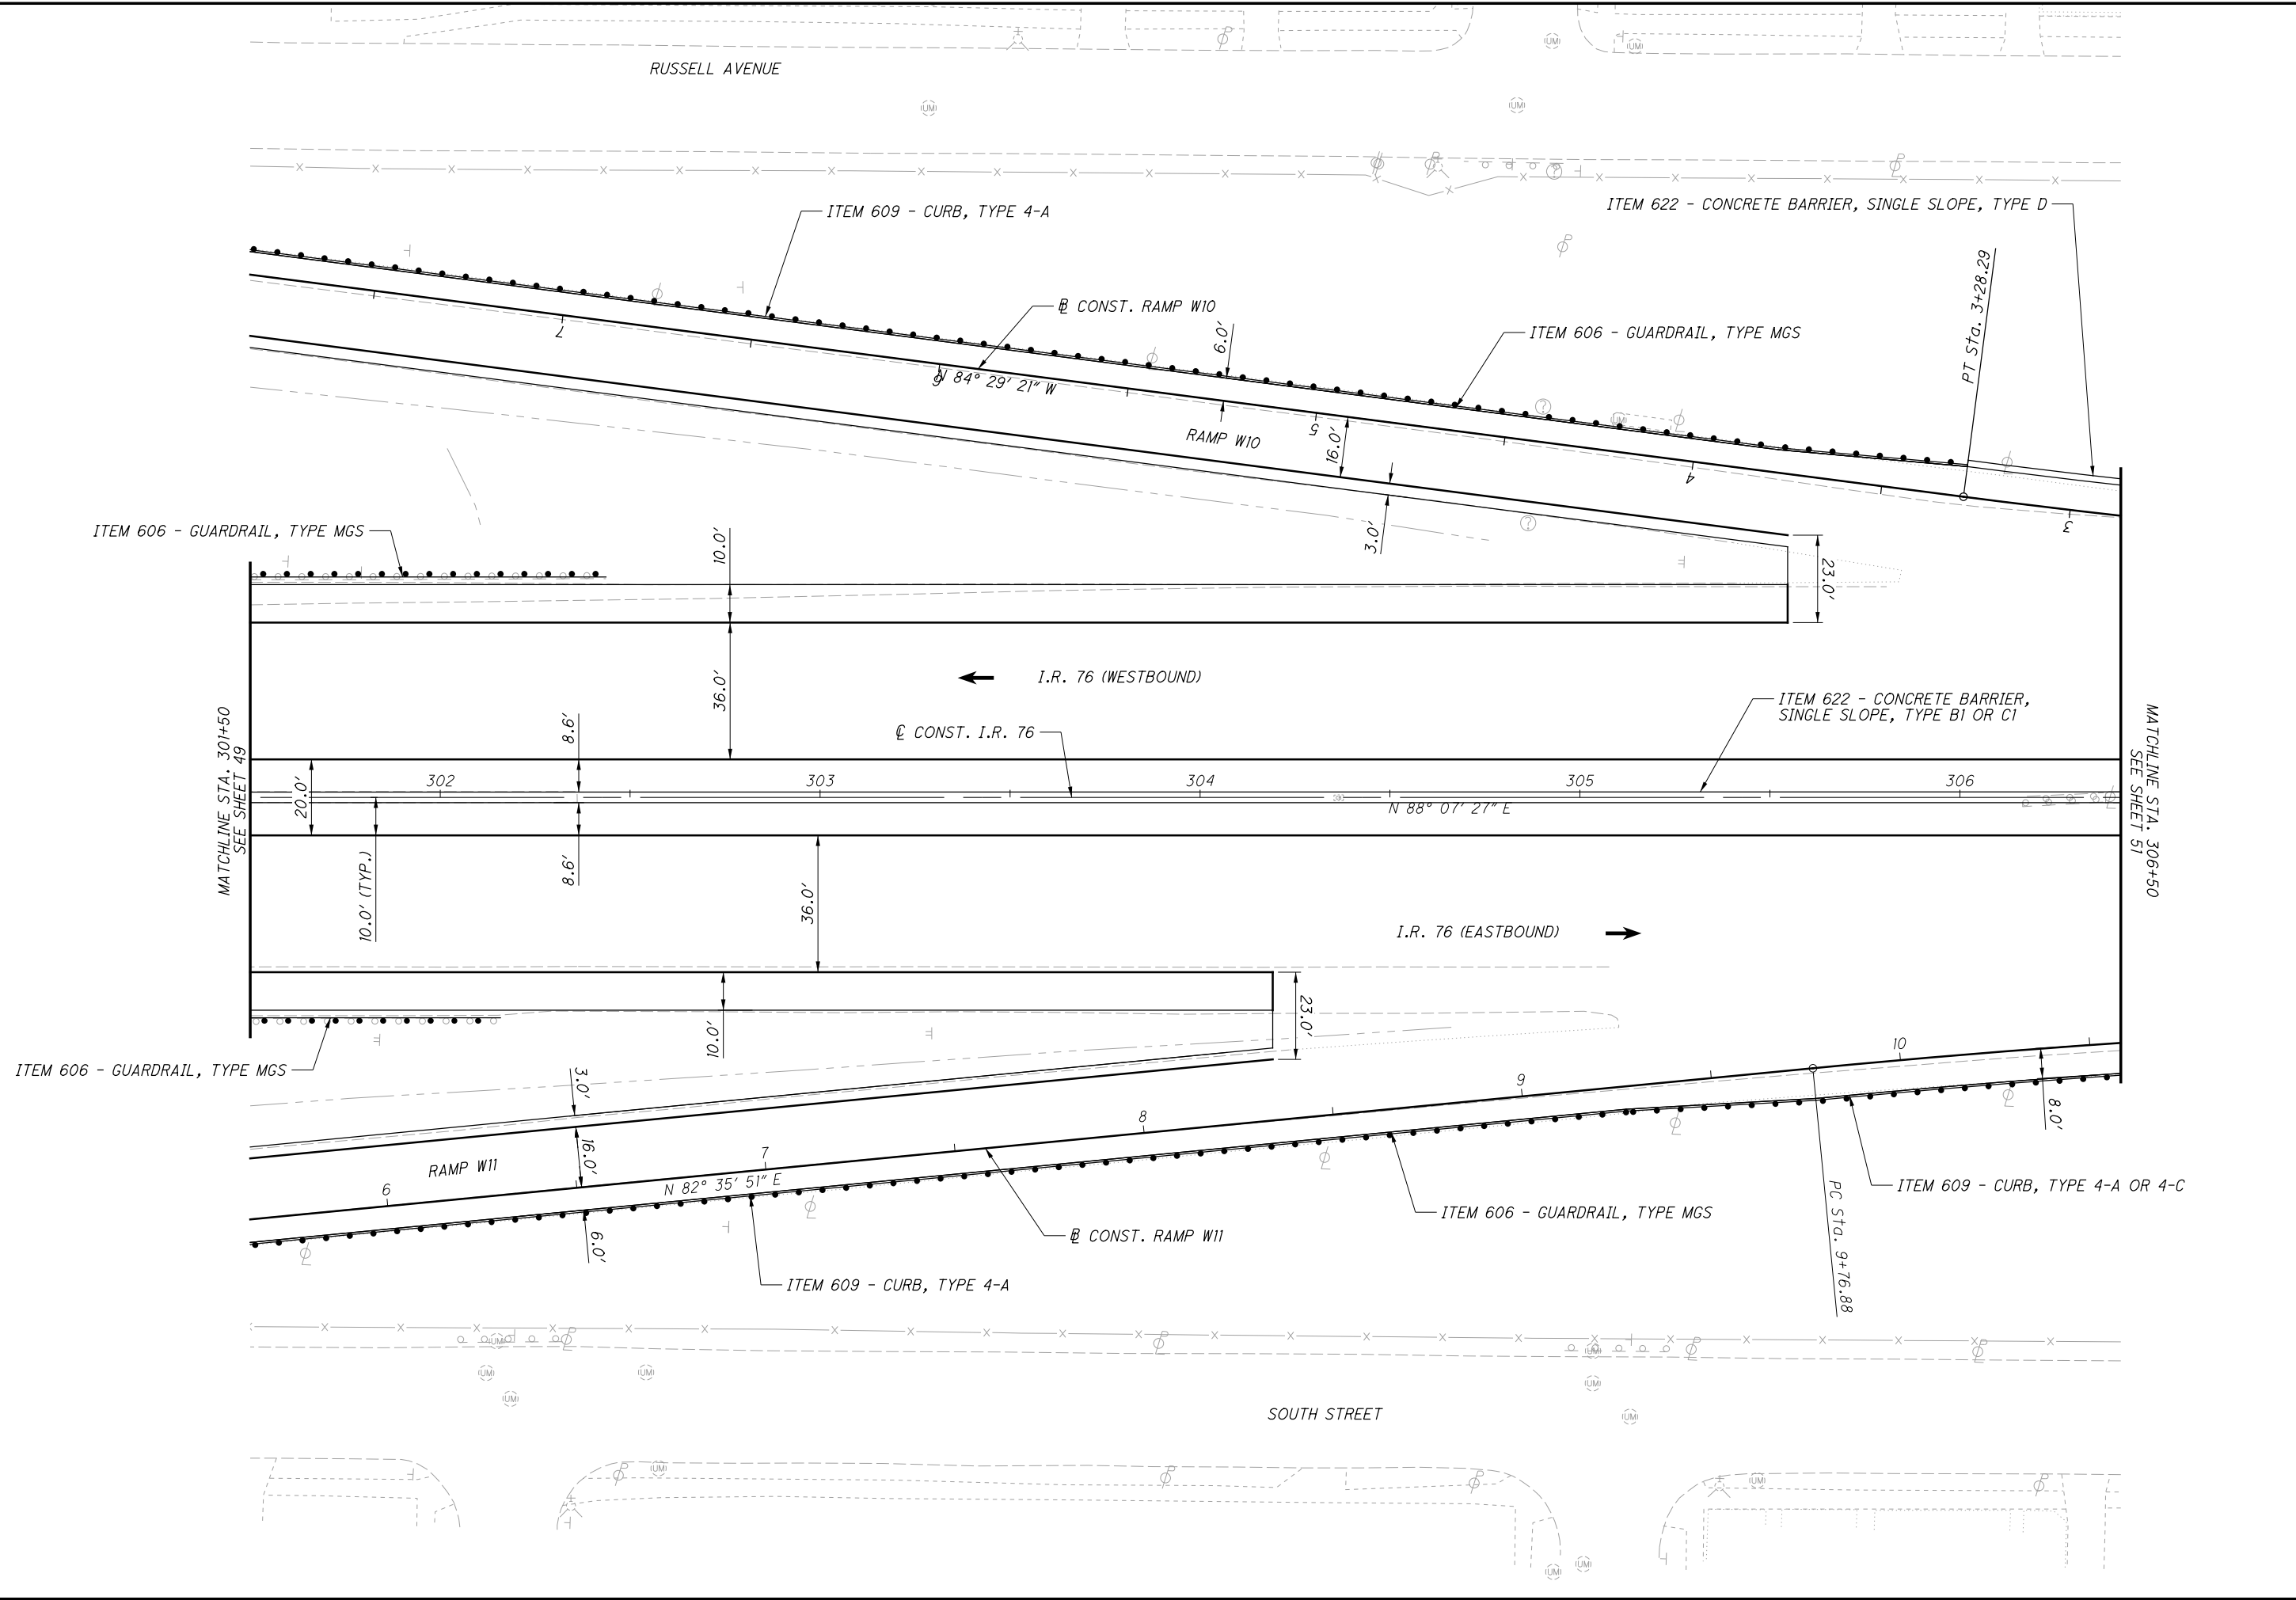 RUSSELL AVENUE
ITEM 609 - CURB, TYPE 4-A
ITEM 622 - CONCRETE BARRIER, SINGLE SLOPE, TYPE D
PT Sta. 3+28.29
℄ CONST. RAMP W10
ITEM 606 - GUARDRAIL, TYPE MGS
6.0'
7
6
N 84° 29' 21" W
RAMP W10
5
16.0'
4
3
3.0'
ITEM 606 - GUARDRAIL, TYPE MGS
10.0'
23.0'
I.R. 76 (WESTBOUND)
36.0'
ITEM 622 - CONCRETE BARRIER,
SINGLE SLOPE, TYPE B1 OR C1
℄ CONST. I.R. 76
8.6'
MATCHLINE STA. 301+50
SEE SHEET 49
MATCHLINE STA. 306+50
SEE SHEET 51
20.0'
302
303
304
305
306
N 88° 07' 27" E
10.0' (TYP.)
8.6'
36.0'
I.R. 76 (EASTBOUND)
23.0'
10.0'
ITEM 606 - GUARDRAIL, TYPE MGS
3.0'
16.0'
RAMP W11
6
7
8
9
10
N 82° 35' 51" E
8.0'
6.0'
ITEM 609 - CURB, TYPE 4-A OR 4-C
ITEM 606 - GUARDRAIL, TYPE MGS
PC Sta. 9+76.88
℄ CONST. RAMP W11
ITEM 609 - CURB, TYPE 4-A
SOUTH STREET